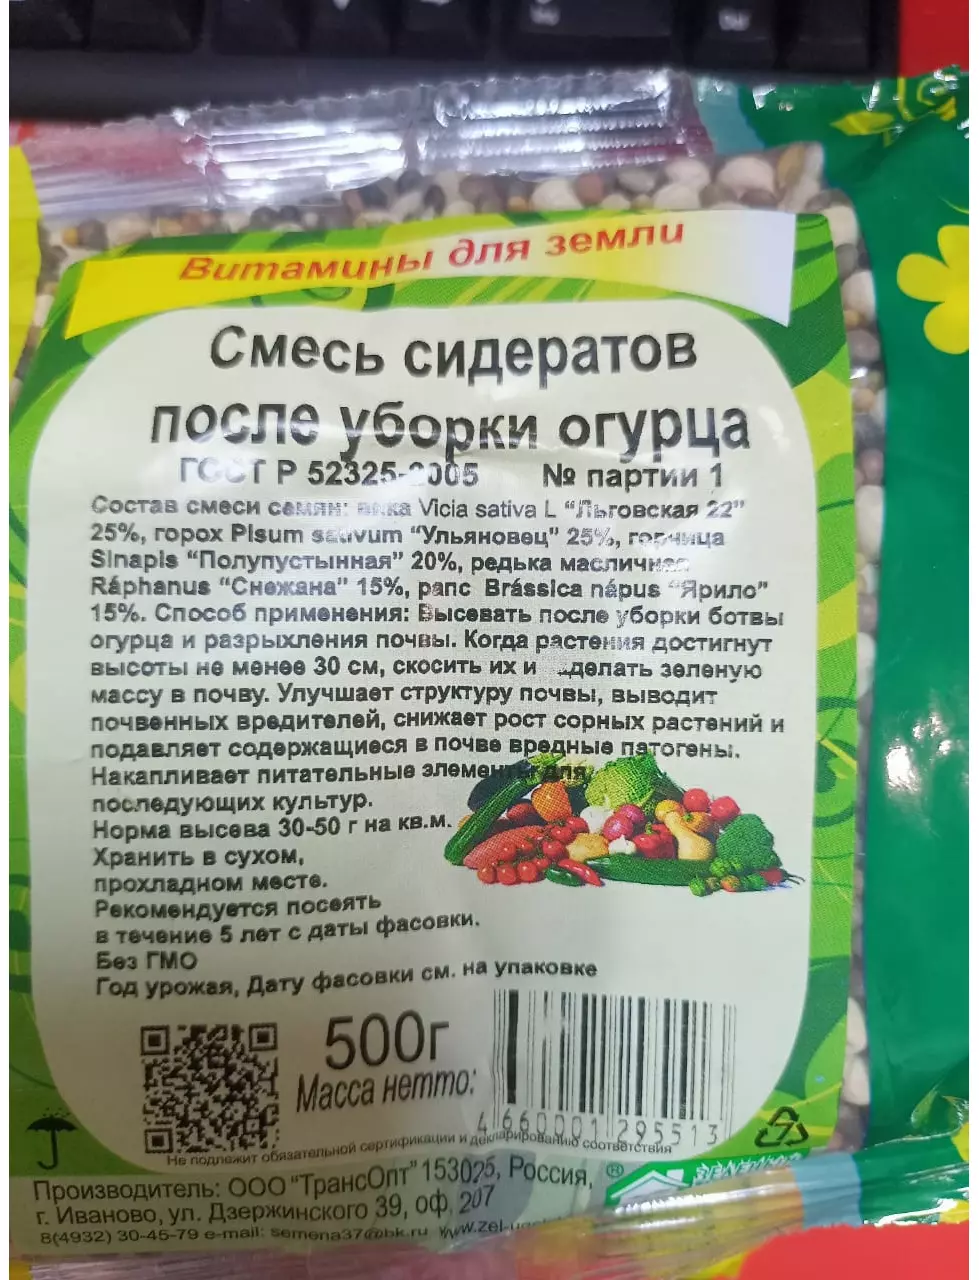 Витамины для земли
Смесь сидератов
после уборки огурца
ГОСТ Р 52325-2005 № партии 1
Состав смеси семян: вика Vicia sativa L "Льговская 22"
25%, горох Pisum sativum "Ульяновец" 25%, горчица
Sinapis "Полупустынная" 20%, редька масличная
Ráphanus "Снежана" 15%, рапс Brássica nápus "Ярило"
15%. Способ применения: Высевать после уборки ботвы
огурца и разрыхления почвы. Когда растения достигнут
высоты не менее 30 см, скосить их и
зеленую
массу в почву. Улучшает структуру почвы, выводит
почвенных вредителей, снижает рост сорных растений и
подавляет содержащиеся в почве вредные патогены.
Накапливает питательные элементы для
последующих культур.
Норма высева 30-50 г на кв.м.
Хранить в сухом,
прохладном месте.
Рекомендуется посеять
в течение 5 лет с даты фасовки.
Без ГМО
Год урожая, Дату фасовки см. на упаковке
500г
Масса нетто:
4 660001 295513
Не подлежит обязательной сертификации и декларированию соответствия
Производитель: ООО "ТрансОпт" 153025, Россия,
г. Иваново, ул. Дзержинского 39, оф. 207
8(4932) 30-45-79 e-mail: semena37@bk.ru